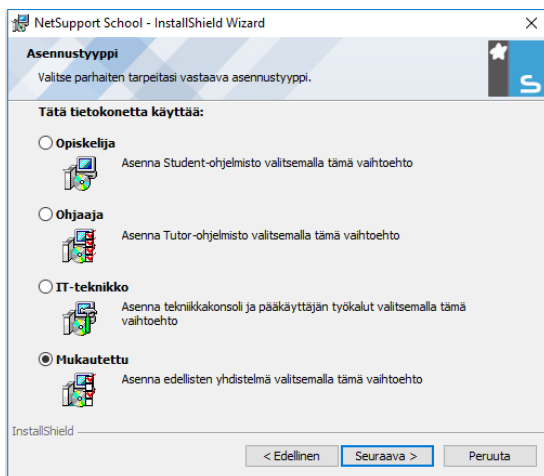 NetSupport School - InstallShield Wizard
Asennustyyppi
Valitse parhaiten tarpeitasi vastaava asennustyyppi.
S
Tätä tietokonetta käyttää:
Opiskelija
Asenna Student-ohjelmisto valitsemalla tämä vaihtoehto
Ohjaaja
Asenna Tutor-ohjelmisto valitsemalla tämä vaihtoehto
IT-teknikko
Asenna tekniikkakonsoli ja pääkäyttäjän työkalut valitsemalla tämä
vaihtoehto
Mukautettu
Asenna edellisten yhdistelmä valitsemalla tämä vaihtoehto
InstallShield
< Edellinen Seuraava > Peruuta